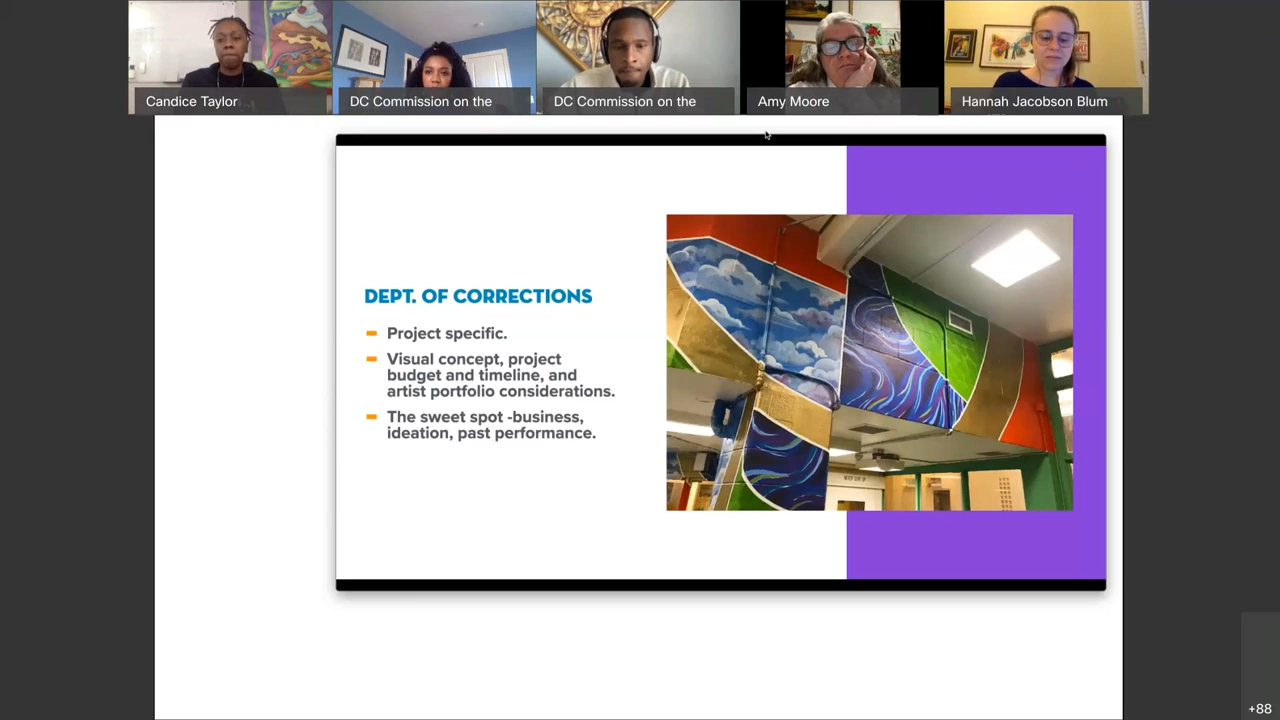 Candice Taylor
DC Commission on the
DC Commission on the
Amy Moore
Hannah Jacobson Blum
DEPT. OF CORRECTIONS
Project specific.
Visual concept, project
budget and timeline, and
artist portfolio considerations.
The sweet spot -business,
ideation, past performance.
+88